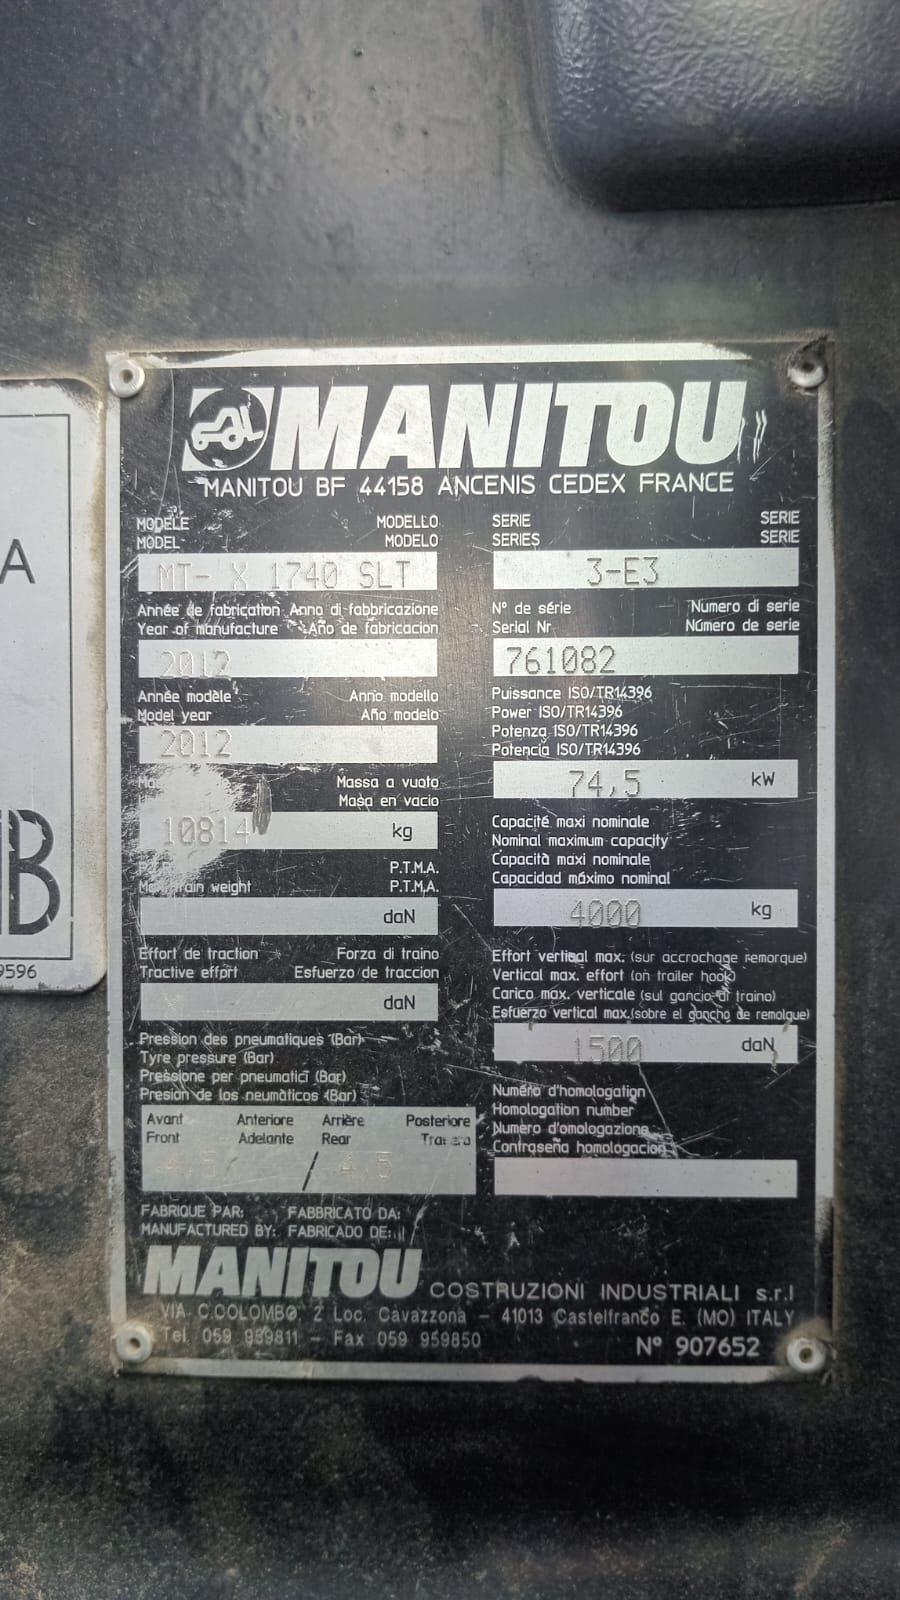 MANITOU
MANITOU BF 44158 ANCENIS CEDEX FRANCE
MODÈLE MODELLO
MODEL MODELO
MT- X 1740 SLT
Année de fabrication Anno di fabbricazione
Year of manufacture Año de fabricacion
2012
Année modèle Anno modello
Model year Año modelo
2012
Massa a vuoto
Masa en vacio
10814 kg
P.T.M.A.
weight P.T.M.A.
daN
Effort de traction Forza di traino
Tractive effort Esfuerzo de traccion
daN
Pression des pneumatiques (Bar)
Tyre pressure (Bar)
Pressione per pneumatici (Bar)
Presion de los neumàticos (Bar)
Avant Anteriore Arrière Posteriore
Front Adelante Rear
/ 4.5
SERIE SERIE
SERIES SERIE
3-E3
N° de série Numero di serie
Serial Nr Número de serie
761082
Puissance ISO/TR14396
Power ISO/TR14396
Potenza ISO/TR14396
Potencia ISO/TR14396
74,5 kW
Capacité maxi nominale
Nominal maximum capacity
Capacità maxi nominale
Capacidad máximo nominal
4000 kg
Effort vertical max. (sur accrochage remorque)
Vertical max. effort (on trailer hook)
Carico max. verticale (sul gancio di traino)
Esfuerzo vertical max.(sobre el gancho de remolque)
1500 daN
Numéro d'homologation
Homologation number
Numero d'omologazione
Contraseña homologacion
FABRIQUE PAR: FABBRICATO DA:
MANUFACTURED BY: FABRICADO DE:
MANITOU COSTRUZIONI INDUSTRIALI s.r.l
VIA C.COLOMBO, 2 Loc. Cavazzona - 41013 Castelfranco E. (MO) ITALY
Tel. 059 959811 - Fax 059 959850
N° 907652
A
B
9596